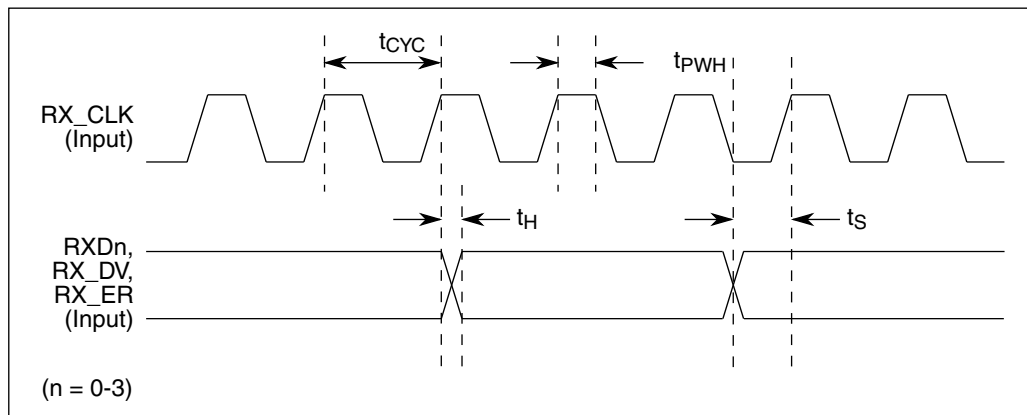 tCYC
tPWH
RX_CLK
(Input)
tH
tS
RXDn,
RX_DV,
RX_ER
(Input)
(n = 0-3)